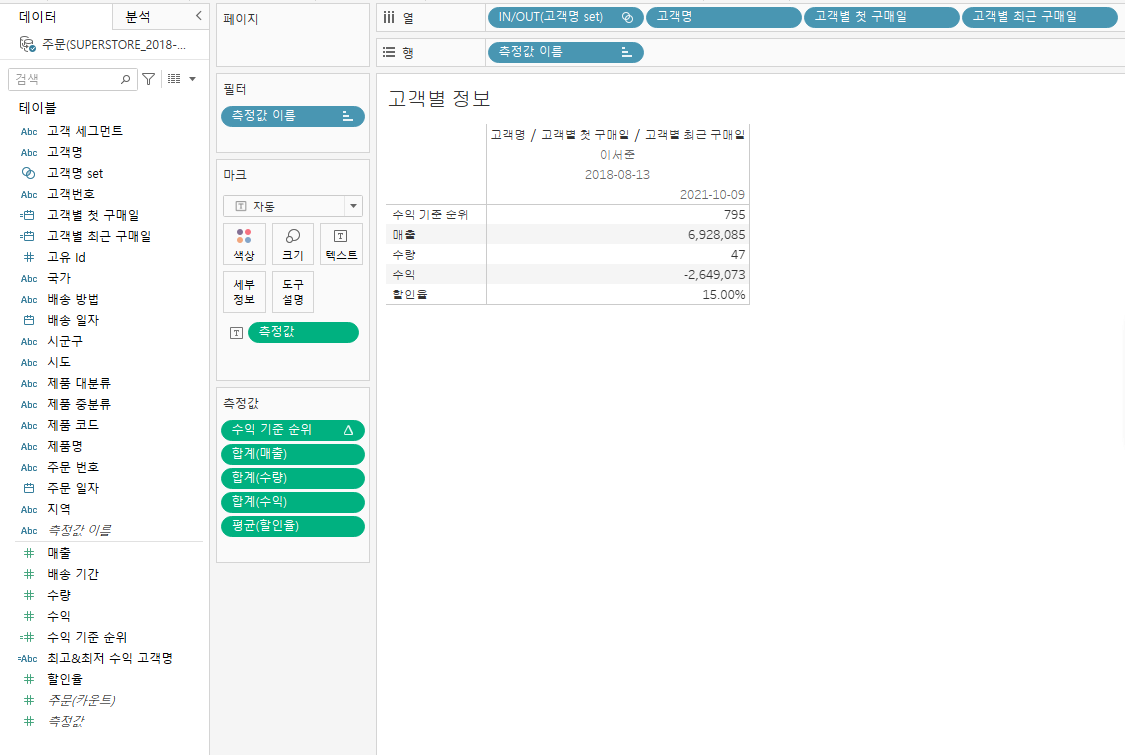 데이터
분석
주문(SUPERSTORE_2018-...
검색
테이블
Abc 고객 세그먼트
Abc 고객명
고객명 set
Abc 고객번호
고객별 첫 구매일
고객별 최근 구매일
# 고유 Id
Abc 국가
Abc 배송 방법
배송 일자
Abc 시군구
Abc 시도
Abc 제품 대분류
Abc 제품 중분류
Abc 제품 코드
Abc 제품명
Abc 주문 번호
주문 일자
Abc 지역
Abc 측정값 이름
# 매출
# 배송 기간
# 수량
# 수익
=# 수익 기준 순위
=Abc 최고&최저 수익 고객명
# 할인율
# 주문(카운트)
# 측정값
페이지
필터
측정값 이름
마크
T 자동
색상
크기
T 텍스트
세부 정보
도구 설명
T 측정값
측정값
수익 기준 순위 Δ
합계(매출)
합계(수량)
합계(수익)
평균(할인율)
열
IN/OUT(고객명 set)
고객명
고객별 첫 구매일
고객별 최근 구매일
행
측정값 이름
고객별 정보
고객명 / 고객별 첫 구매일 / 고객별 최근 구매일
이서준
2018-08-13
2021-10-09
수익 기준 순위 795
매출 6,928,085
수량 47
수익 -2,649,073
할인율 15.00%